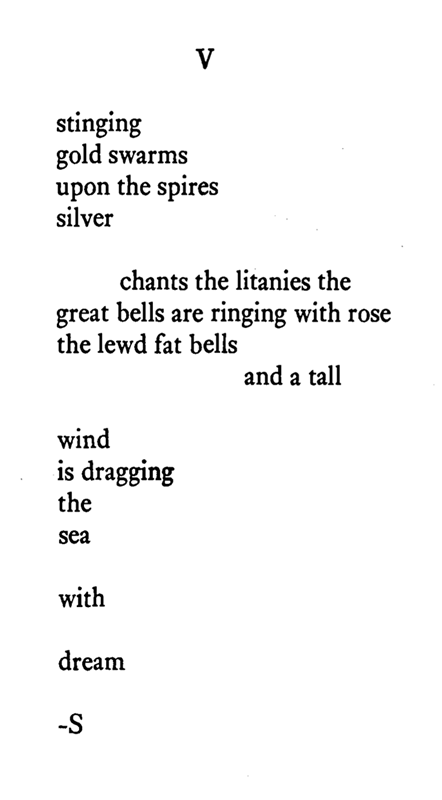 V
stinging
gold swarms
upon the spires
silver
chants the litanies the
great bells are ringing with rose
the lewd fat bells
and a tall
wind
is dragging
the
sea
with
dream
-S